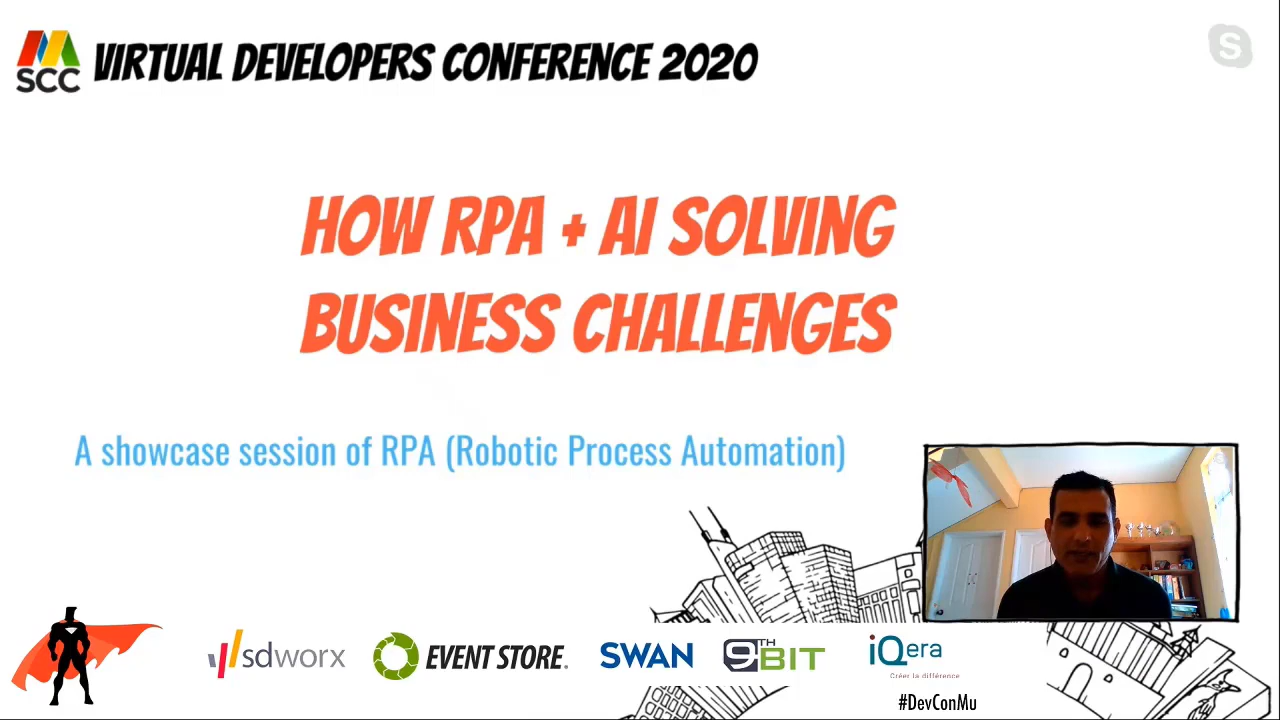 SCC
VIRTUAL DEVELOPERS CONFERENCE 2020
S
HOW RPA + AI SOLVING
BUSINESS CHALLENGES
A showcase session of RPA (Robotic Process Automation)
sdworx
EVENT STORE®
SWAN
9TH BIT
iQera
Créer la différence
#DevConMu